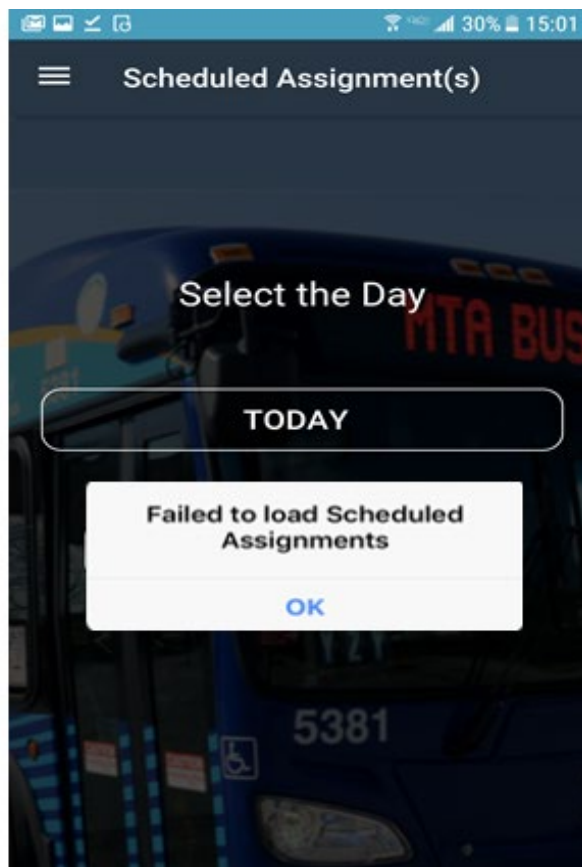 30% 15:01
Scheduled Assignment(s)
Select the Day
MTA BUS
TODAY
Failed to load Scheduled
Assignments
OK
5381